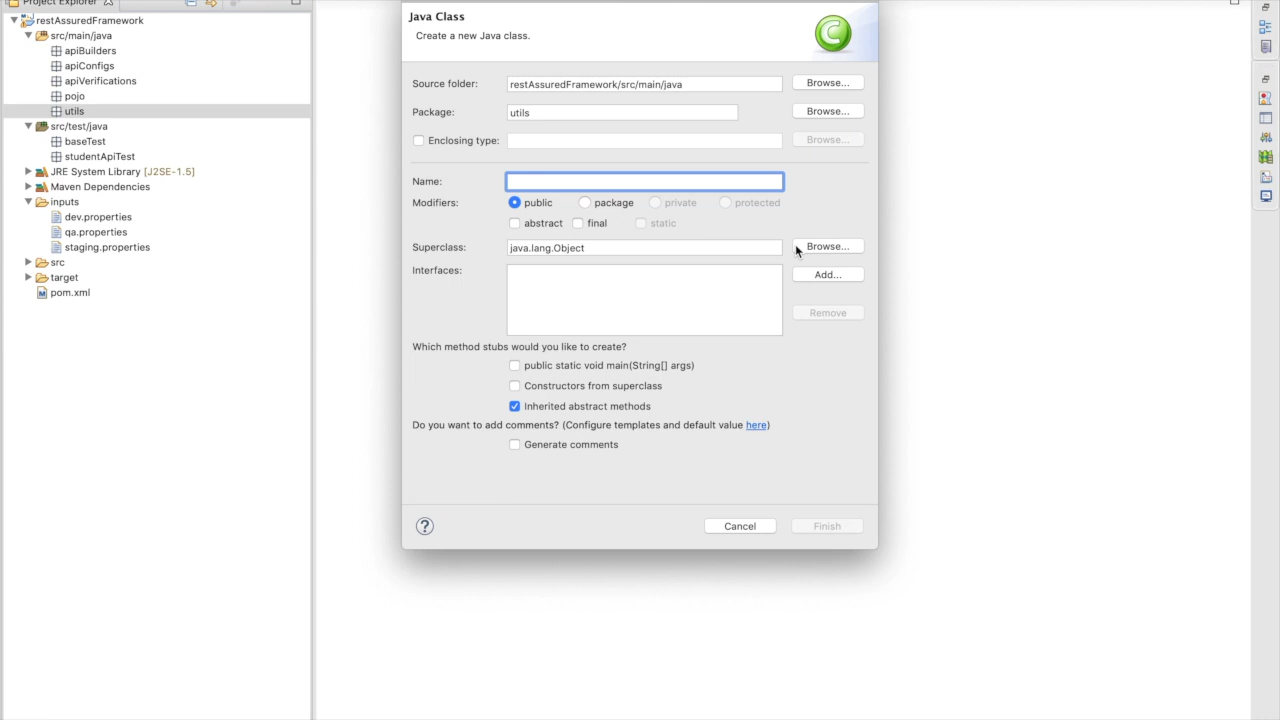 Project Explorer
restAssuredFramework
src/main/java
apiBuilders
apiConfigs
apiVerifications
pojo
utils
src/test/java
baseTest
studentApiTest
JRE System Library [J2SE-1.5]
Maven Dependencies
inputs
dev.properties
qa.properties
staging.properties
src
target
pom.xml
Java Class
Create a new Java class.
Source folder: restAssuredFramework/src/main/java Browse...
Package: utils Browse...
Enclosing type: Browse...
Name:
Modifiers: public package private protected
abstract final static
Superclass: java.lang.Object Browse...
Interfaces: Add...
Remove
Which method stubs would you like to create?
public static void main(String[] args)
Constructors from superclass
Inherited abstract methods
Do you want to add comments? (Configure templates and default value here)
Generate comments
? Cancel Finish